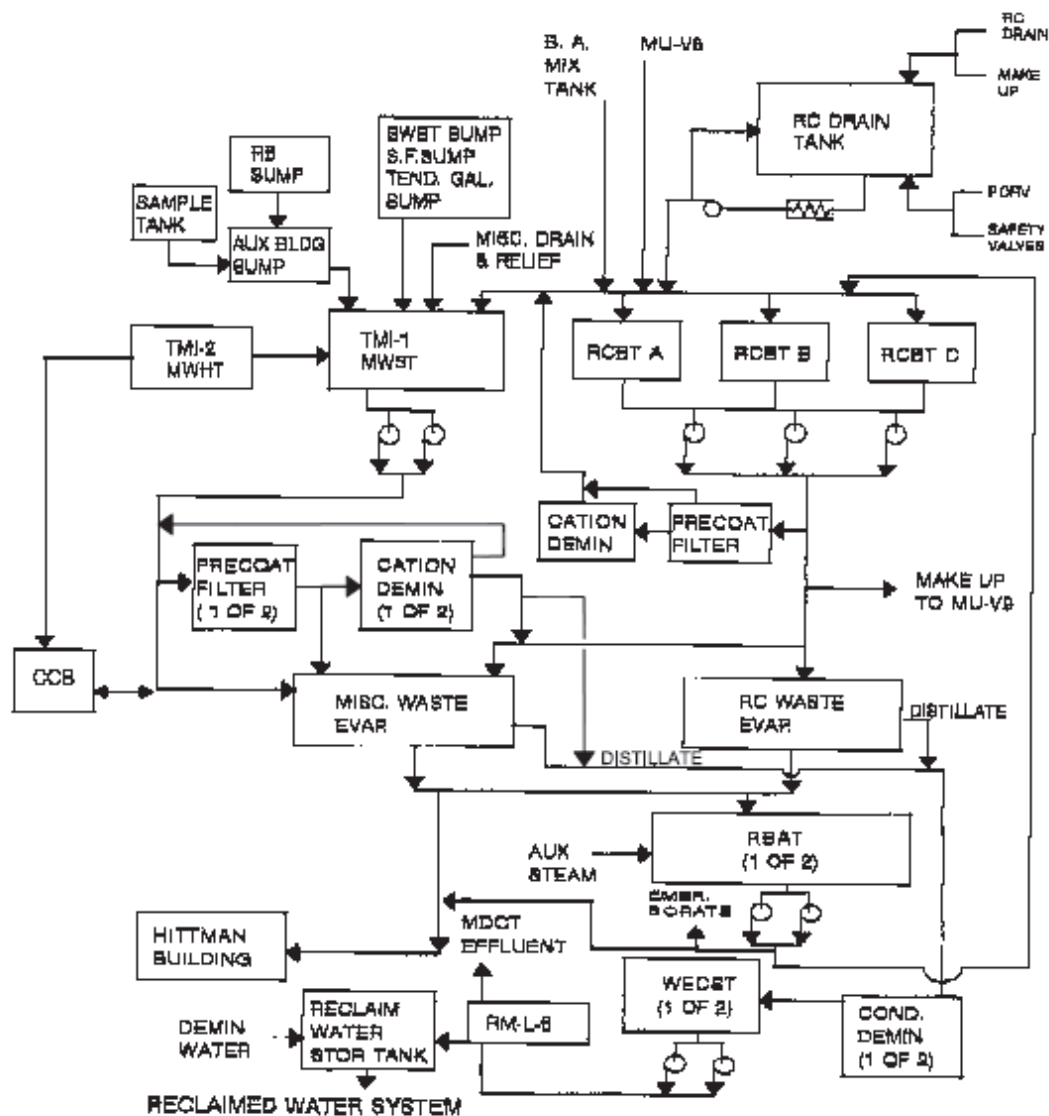 RC
DRAIN
MAKE
UP
B. A.
MIX
TANK
MU-V8
RC DRAIN
TANK
PORV
SAFETY
VALVES
SWST SUMP
S.F.SUMP
TEND. GAL.
SUMP
RB
SUMP
SAMPLE
TANK
AUX BLDG
SUMP
MISC. DRAIN
& RELIEF
TMI-2
MWHT
TMI-1
MWST
RCBT A
RCBT B
RCBT C
CATION
DEMIN
PRECOAT
FILTER
PRECOAT
FILTER
(1 OF 2)
CATION
DEMIN
(1 OF 2)
MAKE UP
TO MU-V9
CCB
MISC. WASTE
EVAP.
RC WASTE
EVAP.
DISTILLATE
DISTILLATE
RBAT
(1 OF 2)
AUX
STEAM
EMER.
BORATE
MDCT
EFFLUENT
HITTMAN
BUILDING
WECST
(1 OF 2)
RECLAIM
WATER
STOR TANK
RM-L-6
DEMIN
WATER
COND.
DEMIN
(1 OF 2)
RECLAIMED WATER SYSTEM